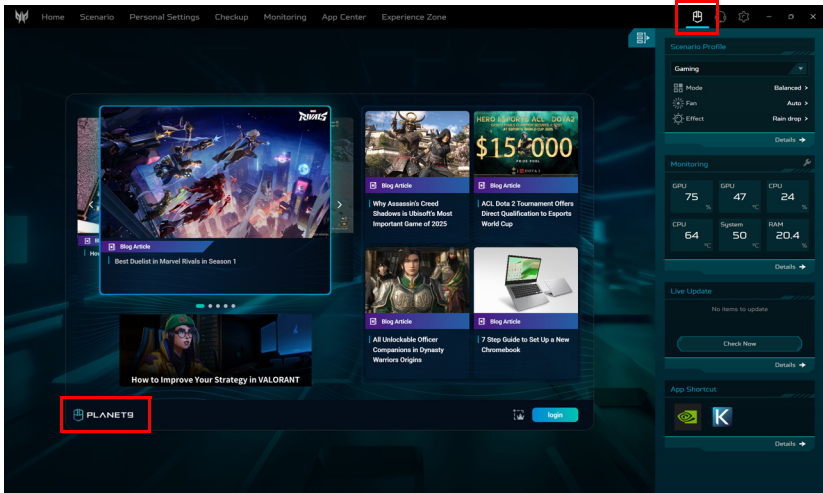 Home Scenario Personal Settings Checkup Monitoring App Center Experience Zone
Scenario Profile
Gaming
Mode Balanced >
Fan Auto >
Effect Rain drop >
Details →
Monitoring
GPU GPU CPU
75 47 24
% °C %
CPU System RAM
64 50 20.4
°C °C %
Details →
Live Update
No items to update
Check Now
Details →
App Shortcut
K
Details →
RIVALS
Blog Article
Best Duelist in Marvel Rivals in Season 1
How to Improve Your Strategy in VALORANT
Blog Article
Why Assassin's Creed
Shadows is Ubisoft's Most
Important Game of 2025
HERO ESPORTS ACL - DOTA2
PRIZE POOL
Blog Article
ACL Dota 2 Tournament Offers
Direct Qualification to Esports
World Cup
Blog Article
All Unlockable Officer
Companions in Dynasty
Warriors Origins
Blog Article
7 Step Guide to Set Up a New
Chromebook
PLANET9
login